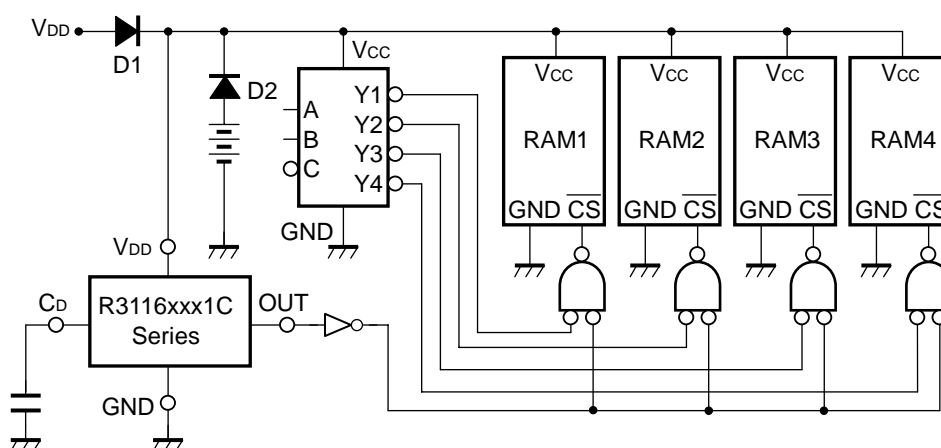 VDD
D1
VCC
D2
A
B
C
Y1
Y2
Y3
Y4
GND
VCC
RAM1
GND CS
VCC
RAM2
GND CS
VCC
RAM3
GND CS
VCC
RAM4
GND CS
VDD
CD
R3116xxx1C
Series
OUT
GND